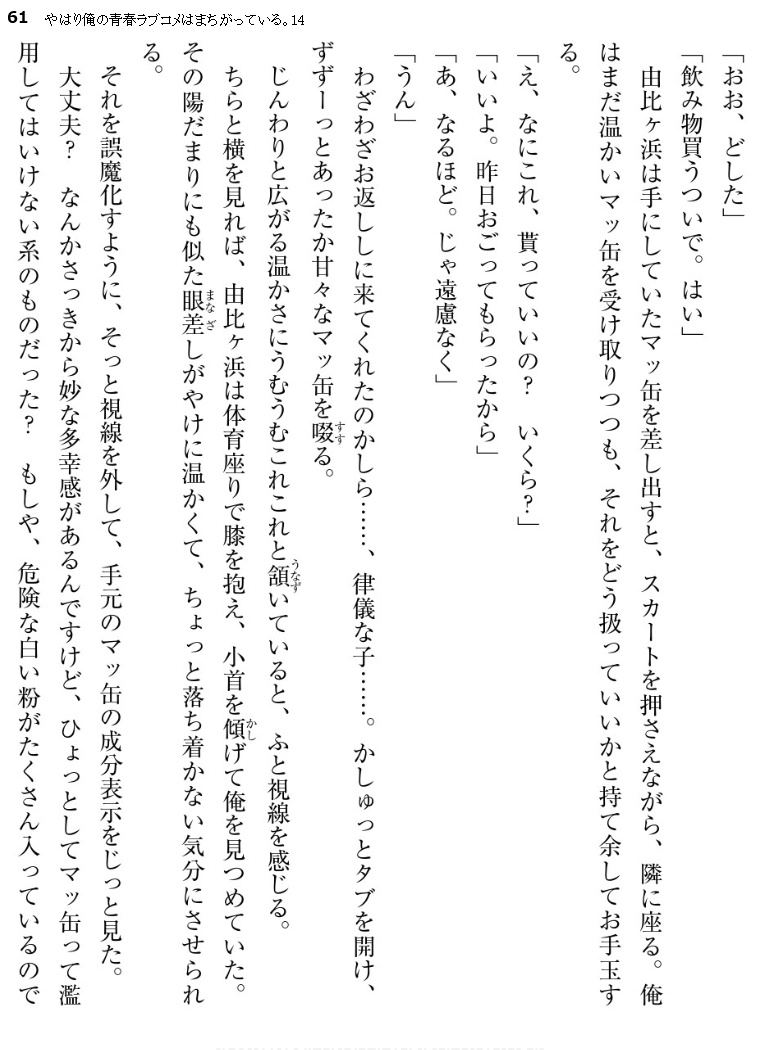 61 やはり俺の青春ラブコメはまちがっている。14
「おお、どした」
「飲み物買うついで。はい」
　由比ヶ浜は手にしていたマッ缶を差し出すと、スカートを押さえながら、隣に座る。俺
はまだ温かいマッ缶を受け取りつつも、それをどう扱っていいかと持て余してお手玉す
る。
「え、なにこれ、貰っていいの？　いくら？」
「いいよ。昨日おごってもらったから」
「あ、なるほど。じゃ遠慮なく」
「うん」
　わざわざお返ししに来てくれたのかしら……、律儀な子……。かしゅっとタブを開け、
ずずーっとあったか甘々なマッ缶を啜すする。
　じんわりと広がる温かさにうむうむこれこれと頷うなずいていると、ふと視線を感じる。
　ちらと横を見れば、由比ヶ浜は体育座りで膝を抱え、小首を傾かしげて俺を見つめていた。
その陽だまりにも似た眼差まなざしがやけに温かくて、ちょっと落ち着かない気分にさせられ
る。
　それを誤魔化すように、そっと視線を外して、手元のマッ缶の成分表示をじっと見た。
　大丈夫？　なんかさっきから妙な多幸感があるんですけど、ひょっとしてマッ缶って濫
用してはいけない系のものだった？　もしや、危険な白い粉がたくさん入っているので